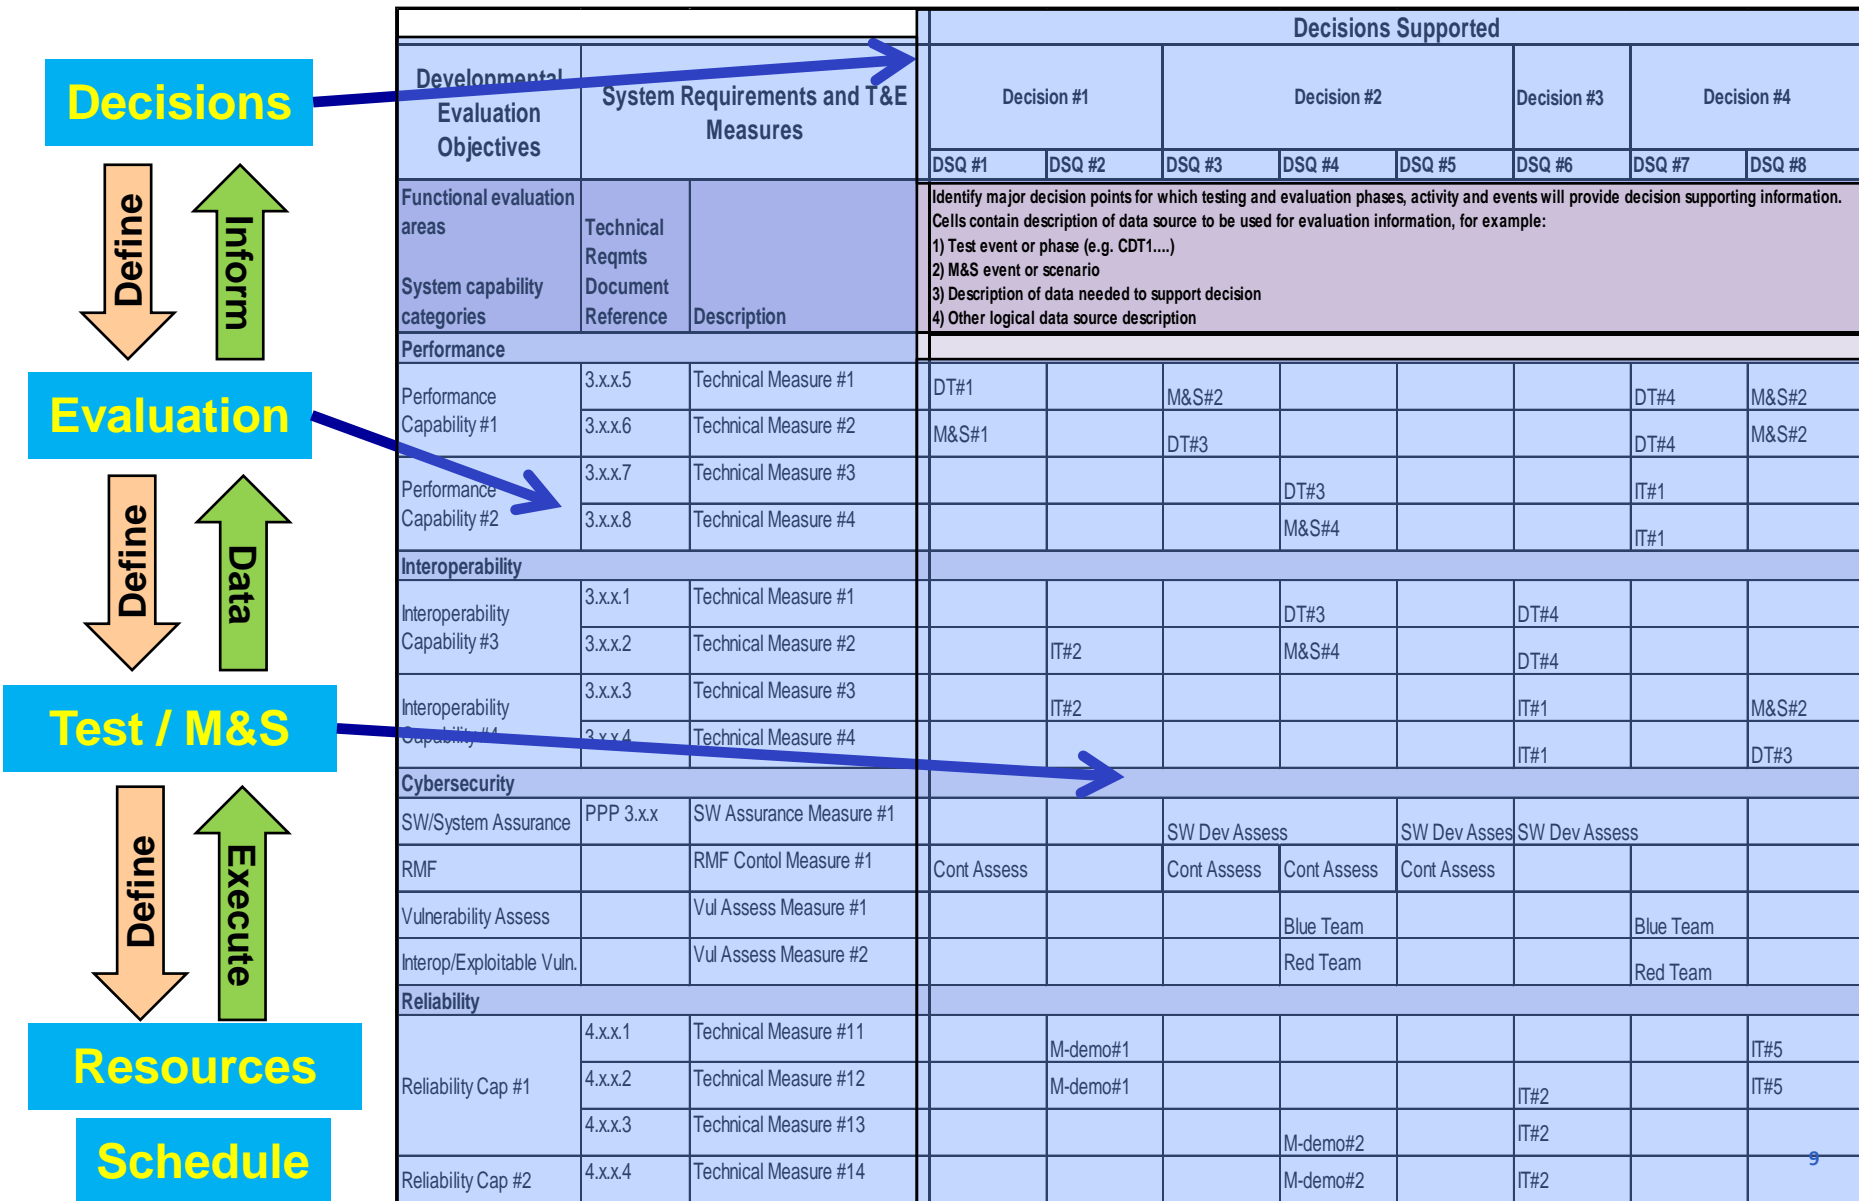 Decisions
Define
Inform
Evaluation
Define
Data
Test / M&S
Define
Execute
Resources
Schedule
Decisions Supported
Developmental
Evaluation
Objectives
System Requirements and T&E
Measures
Decision #1 Decision #2 Decision #3 Decision #4
DSQ #1 DSQ #2 DSQ #3 DSQ #4 DSQ #5 DSQ #6 DSQ #7 DSQ #8
Functional evaluation
areas
System capability
categories
Technical
Reqmts
Document
Reference
Description
Identify major decision points for which testing and evaluation phases, activity and events will provide decision supporting information.
Cells contain description of data source to be used for evaluation information, for example:
1) Test event or phase (e.g. CDT1....)
2) M&S event or scenario
3) Description of data needed to support decision
4) Other logical data source description
Performance
Performance
Capability #1
3.x.x.5 Technical Measure #1 DT#1 M&S#2 DT#4 M&S#2
3.x.x.6 Technical Measure #2 M&S#1 DT#3 DT#4 M&S#2
Performance
Capability #2
3.x.x.7 Technical Measure #3 DT#3 IT#1
3.x.x.8 Technical Measure #4 M&S#4 IT#1
Interoperability
Interoperability
Capability #3
3.x.x.1 Technical Measure #1 DT#3 DT#4
3.x.x.2 Technical Measure #2 IT#2 M&S#4 DT#4
Interoperability
Capability #4
3.x.x.3 Technical Measure #3 IT#2 IT#1 M&S#2
3.x.x.4 Technical Measure #4 IT#1 DT#3
Cybersecurity
SW/System Assurance PPP 3.x.x SW Assurance Measure #1 SW Dev Assess SW Dev Asses SW Dev Assess
RMF RMF Contol Measure #1 Cont Assess Cont Assess Cont Assess Cont Assess
Vulnerability Assess Vul Assess Measure #1 Blue Team Blue Team
Interop/Exploitable Vuln. Vul Assess Measure #2 Red Team Red Team
Reliability
Reliability Cap #1
4.x.x.1 Technical Measure #11 M-demo#1 IT#5
4.x.x.2 Technical Measure #12 M-demo#1 IT#2 IT#5
4.x.x.3 Technical Measure #13 M-demo#2 IT#2
Reliability Cap #2 4.x.x.4 Technical Measure #14 M-demo#2 IT#2
9